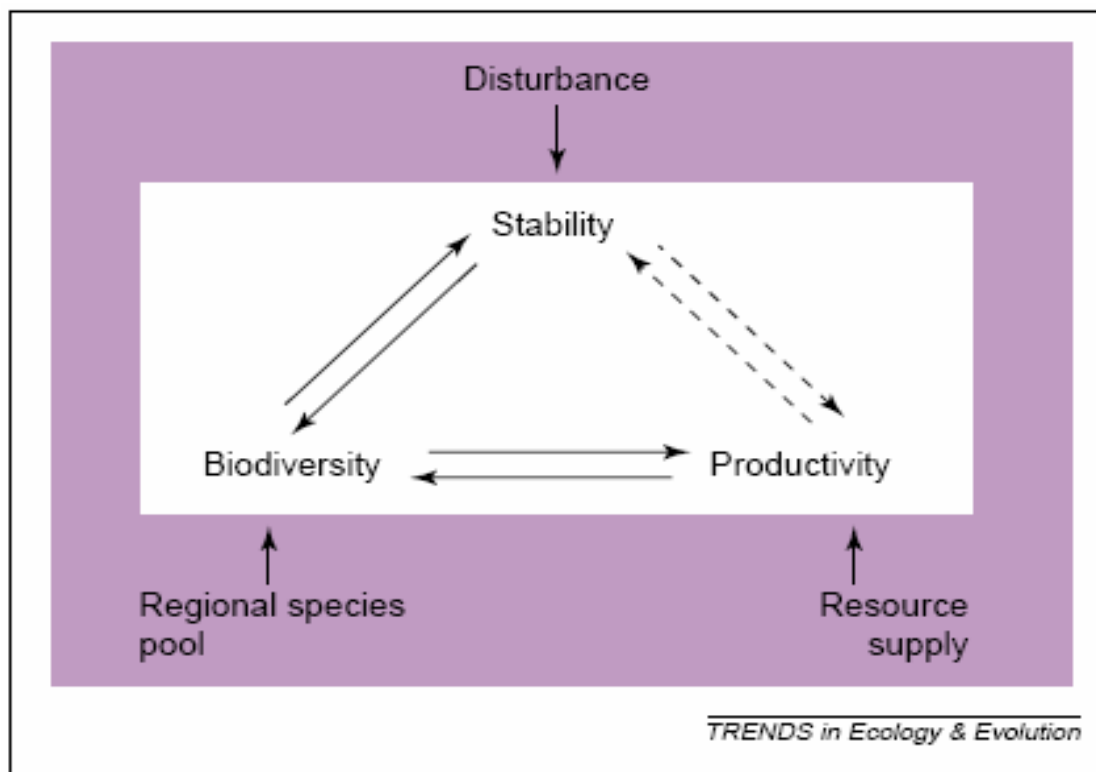 Disturbance
Stability
Biodiversity
Productivity
Regional species
pool
Resource
supply
TRENDS in Ecology & Evolution